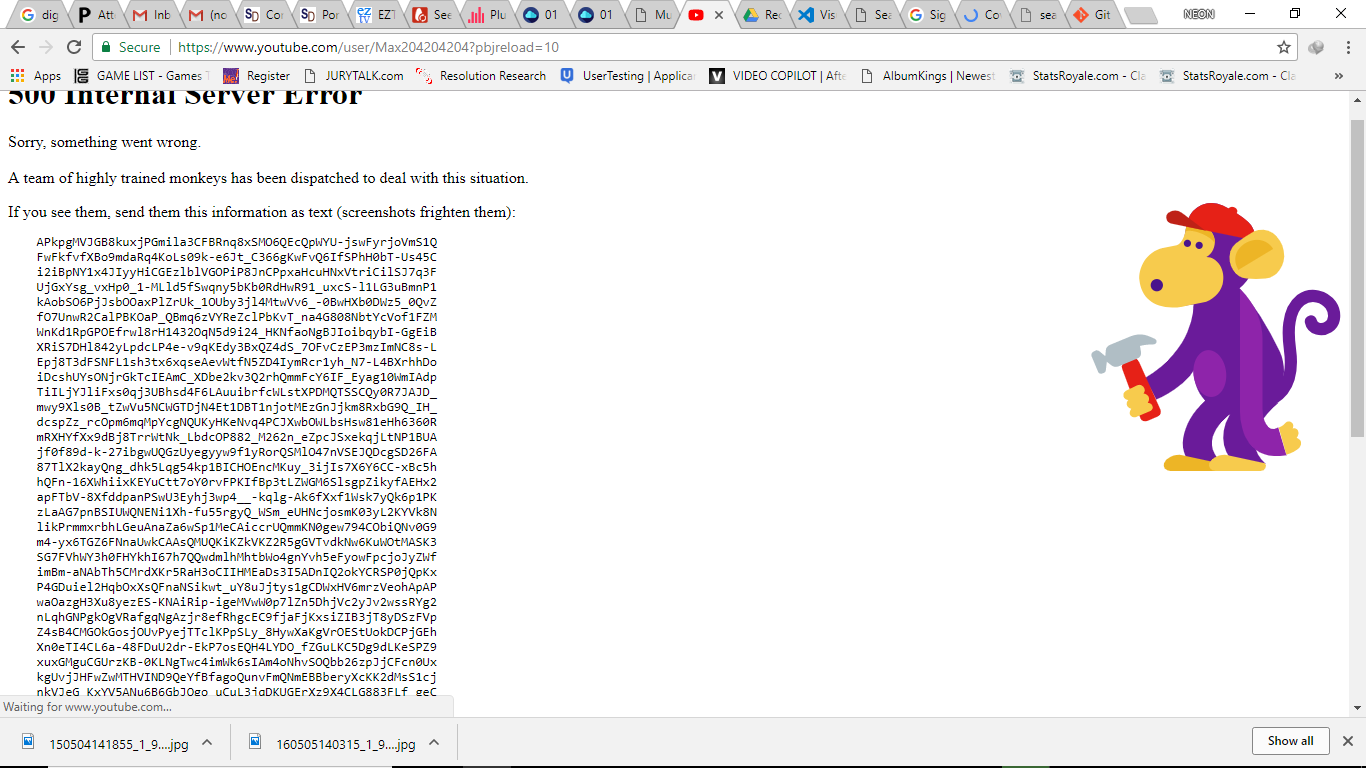 dig
Att
Inb
(no
Cor
Por
EZT
See
Plu
01
01
Mu
Rec
Vis
Sea
Sig
Co
sea
Git
NEON
Secure
https://www.youtube.com/user/Max204204204?pbjreload=10
Apps
GAME LIST - Games T
Register
JURYTALK.com
Resolution Research
UserTesting | Applica
VIDEO COPILOT | Afte
AlbumKings | Newest
StatsRoyale.com - Cla
StatsRoyale.com - Cla
»
500 Internal Server Error
Sorry, something went wrong.
A team of highly trained monkeys has been dispatched to deal with this situation.
If you see them, send them this information as text (screenshots frighten them):
APkpgMVJGB8kuxjPGmila3CFBRnq8xSMO6QEcQpWYU-jswFyrjoVmS1Q
FwFkfvfXBo9mdaRq4KoLs09k-e6Jt_C366gKwFvQ6IfSPhH0bT-Us45C
i2iBpNY1x4JIyyHiCGEzlblVGOPiP8JnCPpxaHcuHNxVtriCilSJ7q3F
UjGxYsg_vxHp0_1-MLld5fSwqny5bKb0RdHwR91_uxcS-l1LG3uBmnP1
kAobSO6PjJsbOOaxPlZrUk_1OUby3jl4MtwVv6_-0BwHXb0DWz5_0QvZ
fO7UnwR2CalPBKOaP_QBmq6zVYReZclPbKvT_na4G808NbtYcVof1FZM
WnKd1RpGPOEfrwl8rH1432OqN5d9i24_HKNfaoNgBJIoibqybI-GgEiB
XRiS7DHl842yLpdcLP4e-v9qKEdy3BxQZ4dS_7OFvCzEP3mzImNC8s-L
Epj8T3dFSNFL1sh3tx6xqseAevWtfN5ZD4IymRcr1yh_N7-L4BXrhhDo
iDcshUYsONjrGkTcIEAmC_XDbe2kv3Q2rhQmmFcY6IF_Eyag10WmIAdp
TiILjYJliFxs0qj3UBhsd4F6LAuuibrfcWLstXPDMQTSSCQy0R7JAJD_
mwy9Xls0B_tZwVu5NCWGTDjN4Et1DBT1njotMEzGnJjkm8RxbG9Q_IH_
dcspZz_rcOpm6mqMpYcgNQUKyHKeNvq4PCJXwbOWLbsHsw81eHh6360R
mRXHYfXx9dBj8TrrWtNk_LbdcOP882_M262n_eZpcJSxekqjLtNP1BUA
jf0f89d-k-27ibgwUQGzUyegyyw9f1yRorQSMlO47nVSEJQDcgSD26FA
87TlX2kayQng_dhk5Lqg54kp1BICHOEncMKuy_3ijIs7X6Y6CC-xBc5h
hQFn-16XWhiixKEYuCtt7oY0rvFPKIfBp3tLZWGM6SlsgpZikyfAEHx2
apFTbV-8XfddpanPSwU3Eyhj3wp4__-kqlg-Ak6fXxf1Wsk7yQk6p1PK
zLaAG7pnBSIUWQNENi1Xh-fu55rgyQ_WSm_eUHNcjosmK03yL2KYVk8N
likPrmmxrbhLGeuAnaZa6wSp1MeCAiccrUQmmKN0gew794CObiQNv0G9
m4-yx6TGZ6FNnaUwkCAAsQMUQKiKZkVKZ2R5gGVTvdkNw6KuWOtMASK3
SG7FVhWY3h0FHYkhI67h7QQwdmlhMhtbWo4gnYvh5eFyowFpcjoJyZWf
imBm-aNAbTh5CMrdXKr5RaH3oCIIHMEaDs3I5ADnIQ2okYCRSP0jQpKx
P4GDuiel2HqbOxXsQFnaNSikwt_uY8uJjtys1gCDWxHV6mrzVeohApAP
waOazgH3Xu8yezES-KNAiRip-igeMVwW0p7lZn5DhjVc2yJv2wssRYg2
nLqhGNPgkOgVRafgqNgAzjr8efRhgcEC9fjaFjKxsiZIB3jT8yDSzFVp
Z4sB4CMGOkGosjOUvPyejTTclKPpSLy_8HywXaKgVrOEStUokDCPjGEh
Xn0eTI4CL6a-48FDuU2dr-EkP7osEQH4LYDO_fZGuLKC5Dg9dLKeSPZ9
xuxGMguCGUrzKB-0KLNgTwc4imWk6sIAm4oNhvSOQbb26zpJjCFcn0Ux
kgUvjJHFwZwMTHVIND9QeYfBfagoQunvFmQNmEBBberyXcKK2dMsS1cj
nkVJeG_KxYV5ANu6B6GbJOgo_uCuL3jqDKUGErXz9X4CLG883FLf_geC
Waiting for www.youtube.com...
150504141855_1_9....jpg
160505140315_1_9....jpg
Show all